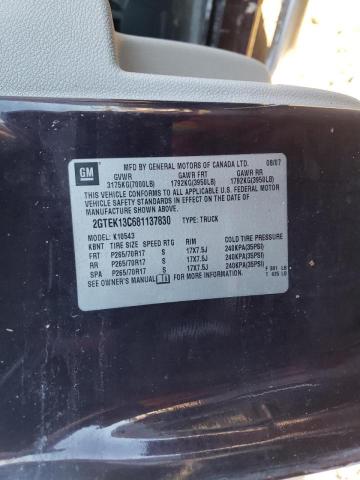 MFD BY GENERAL MOTORS OF CANADA LTD. 08/07
GM
GVWR GAWR FRT GAWR RR
3175KG(7000LB) 1792KG(3950LB) 1792KG(3950LB)
THIS VEHICLE CONFORMS TO ALL APPLICABLE U.S. FEDERAL MOTOR
VEHICLE SAFETY STANDARDS IN EFFECT ON THE DATE OF
MANUFACTURE SHOWN ABOVE.
2GTEK13C681137830 TYPE: TRUCK
MODEL: K10543
KBNT TIRE SIZE SPEED RTG RIM COLD TIRE PRESSURE
FRT P265/70R17 S 17X7.5J 240KPA(35PSI)
RR P265/70R17 S 17X7.5J 240KPA(35PSI)
SPA P265/70R17 S 17X7.5J 240KPA(35PSI)
SEE OWNER'S MANUAL FOR ADDITIONAL INFORMATION.